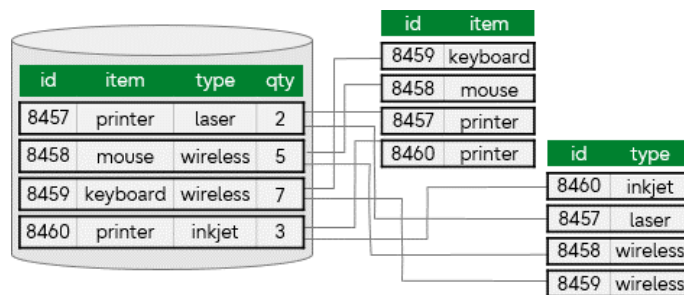 id item type qty
8457 printer laser 2
8458 mouse wireless 5
8459 keyboard wireless 7
8460 printer inkjet 3
id item
8459 keyboard
8458 mouse
8457 printer
8460 printer
id type
8460 inkjet
8457 laser
8458 wireless
8459 wireless